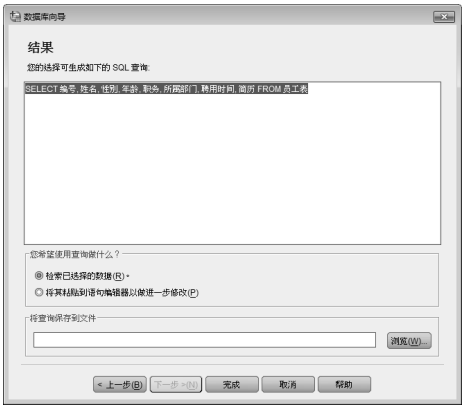 数据库向导
结果
您的选择可生成如下的 SQL 查询:
SELECT 编号, 姓名, 性别, 年龄, 职务, 所属部门, 聘用时间, 简历 FROM 员工表
您希望使用查询做什么？
检索已选择的数据(R)。
将其粘贴到语句编辑器以做进一步修改(P)
将查询保存到文件
浏览(W)...
< 上一步(B) 下一步 >(N) 完成 取消 帮助